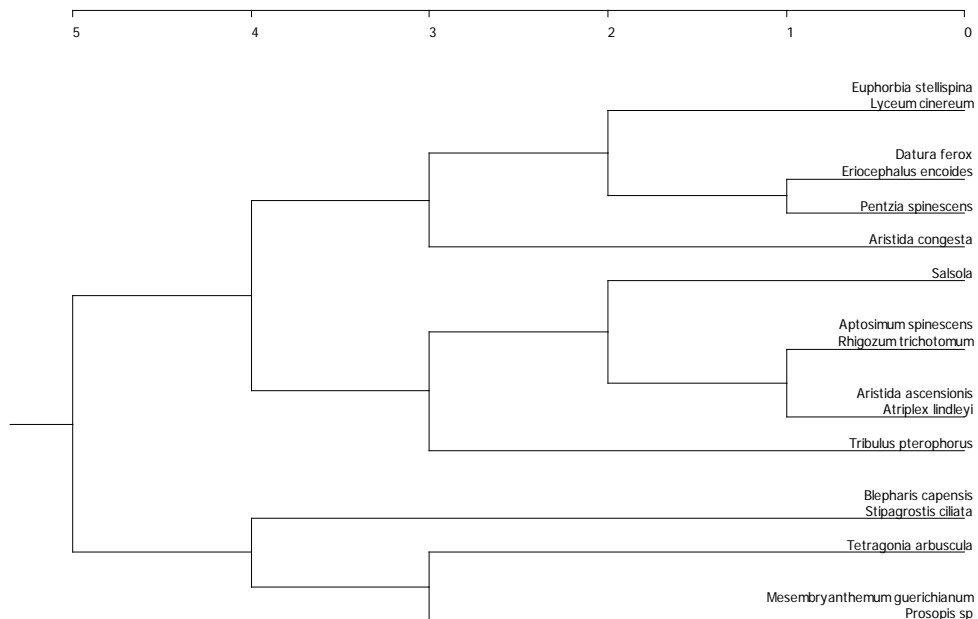 5 4 3 2 1 0
Euphorbia stellispina
Lyceum cinereum
Datura ferox
Eriocephalus encoides
Pentzia spinescens
Aristida congesta
Salsola
Aptosimum spinescens
Rhigozum trichotomum
Aristida ascensionis
Atriplex lindleyi
Tribulus pterophorus
Blepharis capensis
Stipagrostis ciliata
Tetragonia arbuscula
Mesembryanthemum guerichianum
Prosopis sp